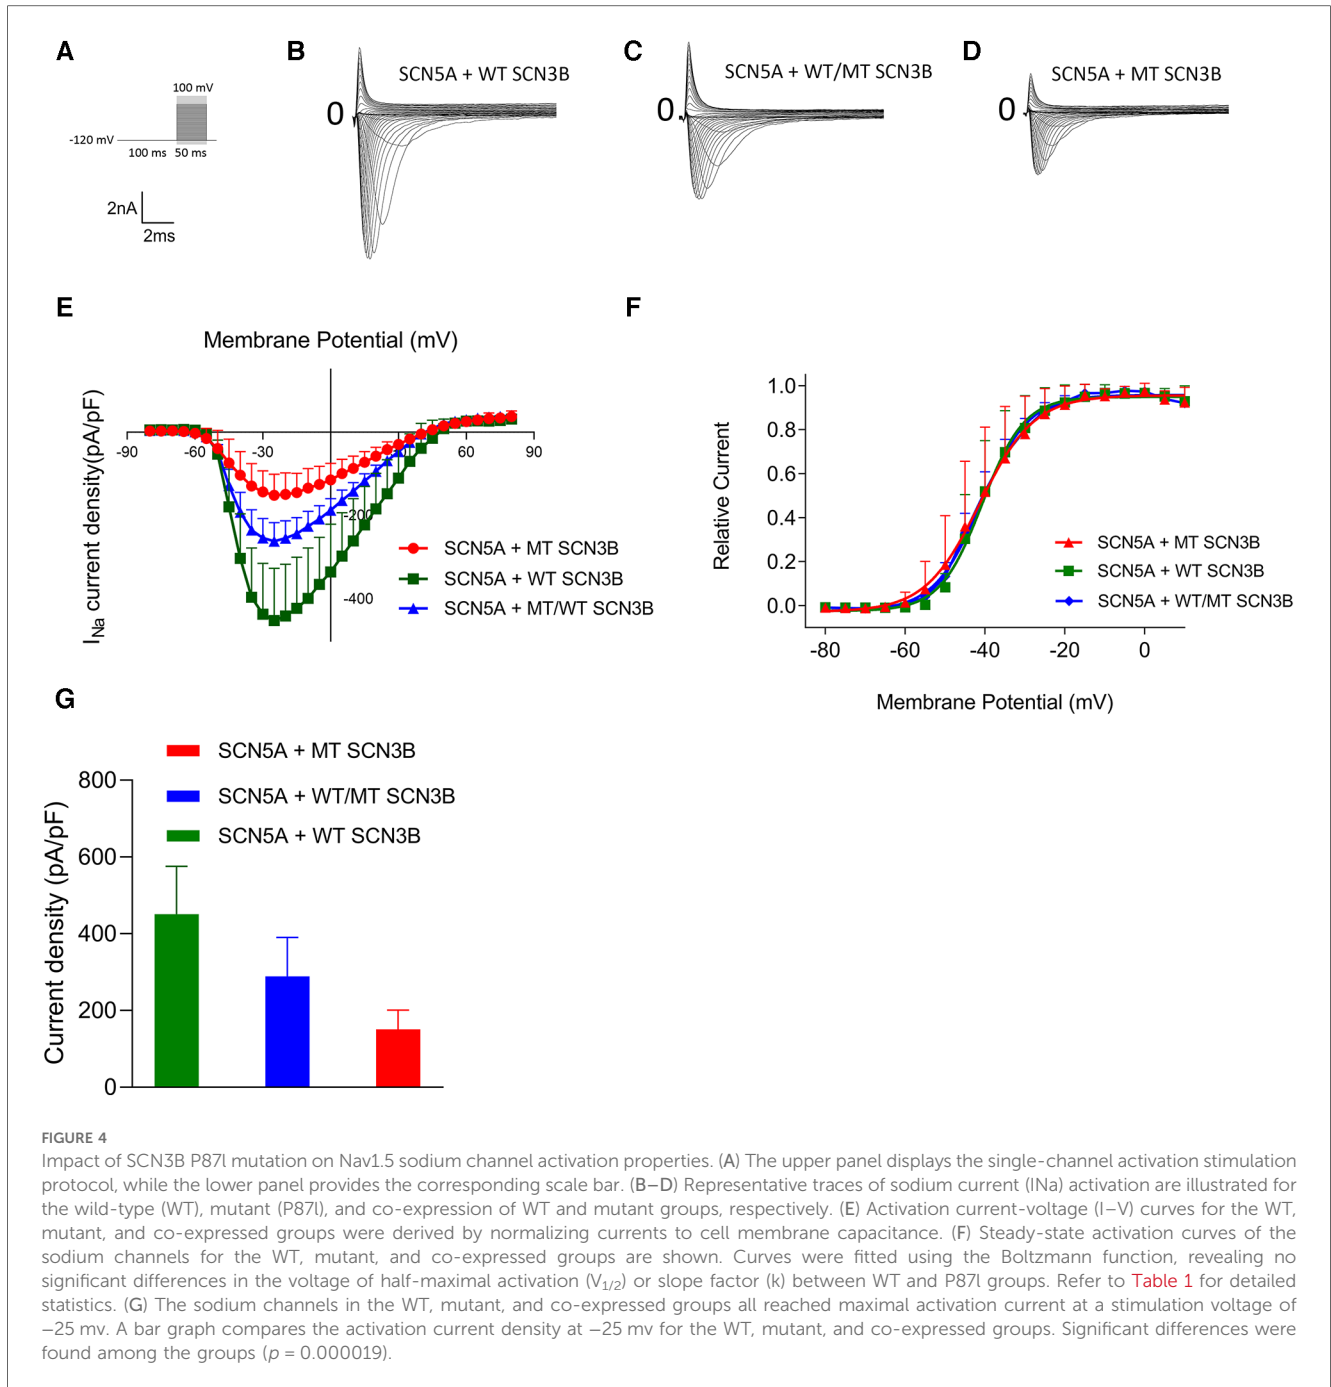 A
100 mV
-120 mV
100 ms 50 ms
2nA
2ms
B
SCN5A + WT SCN3B
0
C
SCN5A + WT/MT SCN3B
0
D
SCN5A + MT SCN3B
0
E
Membrane Potential (mV)
INa current density(pA/pF)
-90 -60 -30 30 60 90
-200
-400
SCN5A + MT SCN3B
SCN5A + WT SCN3B
SCN5A + MT/WT SCN3B
F
Relative Current
1.0
0.8
0.6
0.4
0.2
0.0
-80 -60 -40 -20 0
SCN5A + MT SCN3B
SCN5A + WT SCN3B
SCN5A + WT/MT SCN3B
Membrane Potential (mV)
G
SCN5A + MT SCN3B
SCN5A + WT/MT SCN3B
SCN5A + WT SCN3B
Current density (pA/pF)
800
600
400
200
0
FIGURE 4
Impact of SCN3B P87l mutation on Nav1.5 sodium channel activation properties. (A) The upper panel displays the single-channel activation stimulation
protocol, while the lower panel provides the corresponding scale bar. (B–D) Representative traces of sodium current (INa) activation are illustrated for
the wild-type (WT), mutant (P87l), and co-expression of WT and mutant groups, respectively. (E) Activation current-voltage (I–V) curves for the WT,
mutant, and co-expressed groups were derived by normalizing currents to cell membrane capacitance. (F) Steady-state activation curves of the
sodium channels for the WT, mutant, and co-expressed groups are shown. Curves were fitted using the Boltzmann function, revealing no
significant differences in the voltage of half-maximal activation (V1/2) or slope factor (k) between WT and P87l groups. Refer to Table 1 for detailed
statistics. (G) The sodium channels in the WT, mutant, and co-expressed groups all reached maximal activation current at a stimulation voltage of
−25 mv. A bar graph compares the activation current density at −25 mv for the WT, mutant, and co-expressed groups. Significant differences were
found among the groups (p = 0.000019).